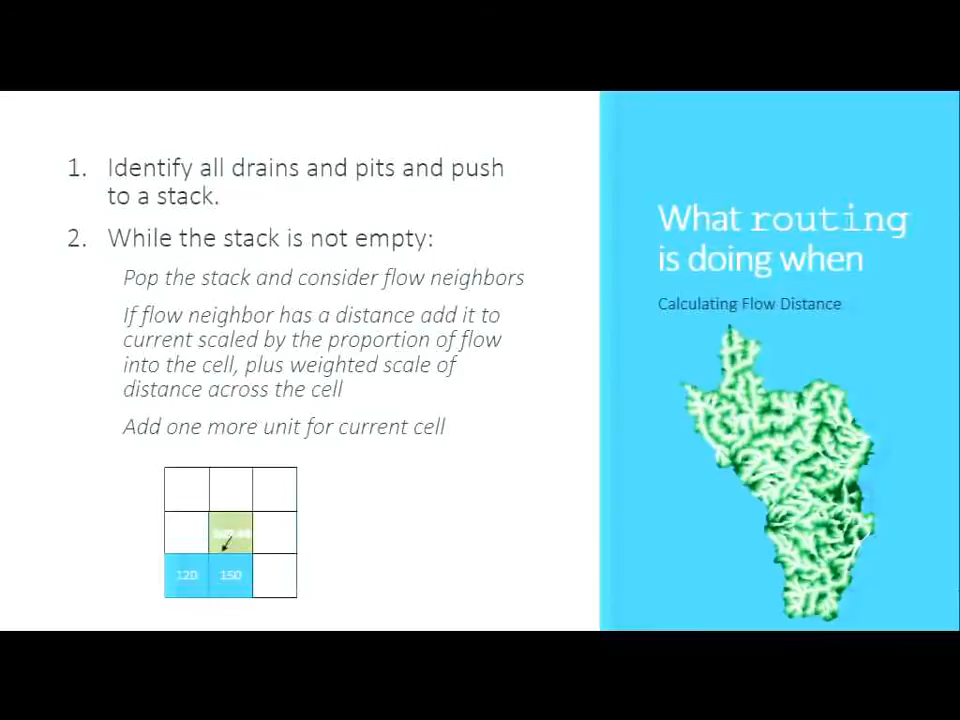 1. Identify all drains and pits and push
to a stack.
2. While the stack is not empty:
Pop the stack and consider flow neighbors
If flow neighbor has a distance add it to
current scaled by the proportion of flow
into the cell, plus weighted scale of
distance across the cell
Add one more unit for current cell
120 150
What routing
is doing when
Calculating Flow Distance